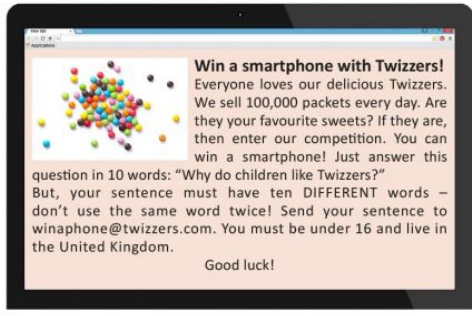 New Tab
Applications
Win a smartphone with Twizzers!
Everyone loves our delicious Twizzers.
We sell 100,000 packets every day. Are
they your favourite sweets? If they are,
then enter our competition. You can
win a smartphone! Just answer this
question in 10 words: “Why do children like Twizzers?”
But, your sentence must have ten DIFFERENT words –
don’t use the same word twice! Send your sentence to
winaphone@twizzers.com. You must be under 16 and live in
the United Kingdom.
Good luck!